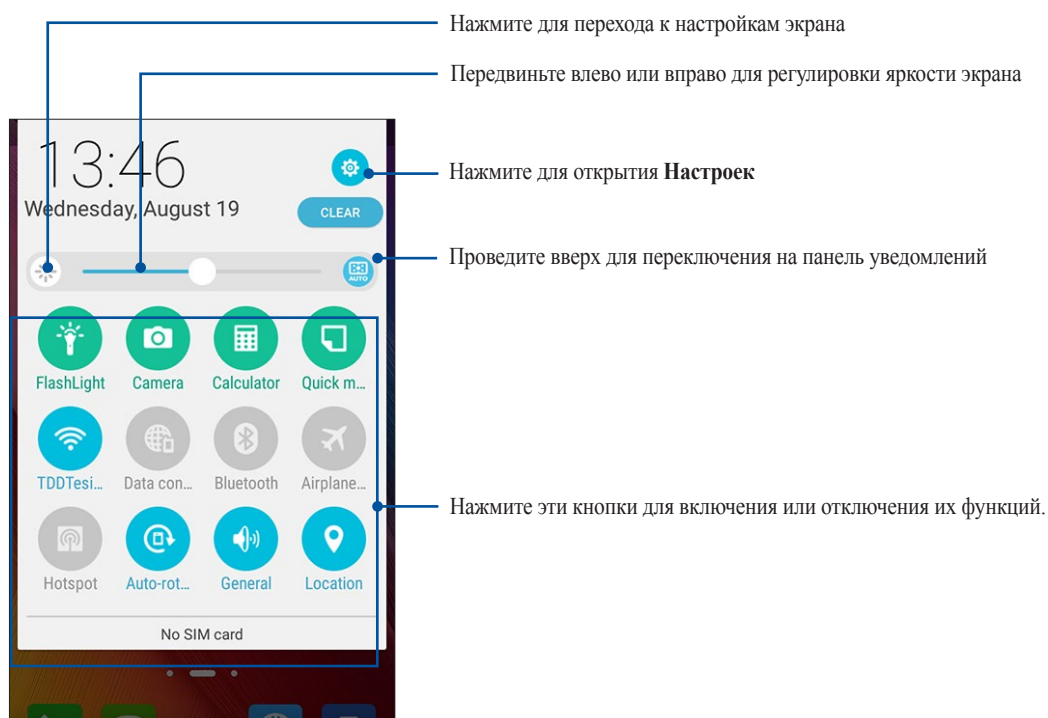 Нажмите для перехода к настройкам экрана
Передвиньте влево или вправо для регулировки яркости экрана
13:46
Нажмите для открытия Настроек
Wednesday, August 19
CLEAR
Проведите вверх для переключения на панель уведомлений
AUTO
FlashLight Camera Calculator Quick m...
TDDTesi... Data con... Bluetooth Airplane...
Нажмите эти кнопки для включения или отключения их функций.
Hotspot Auto-rot... General Location
No SIM card